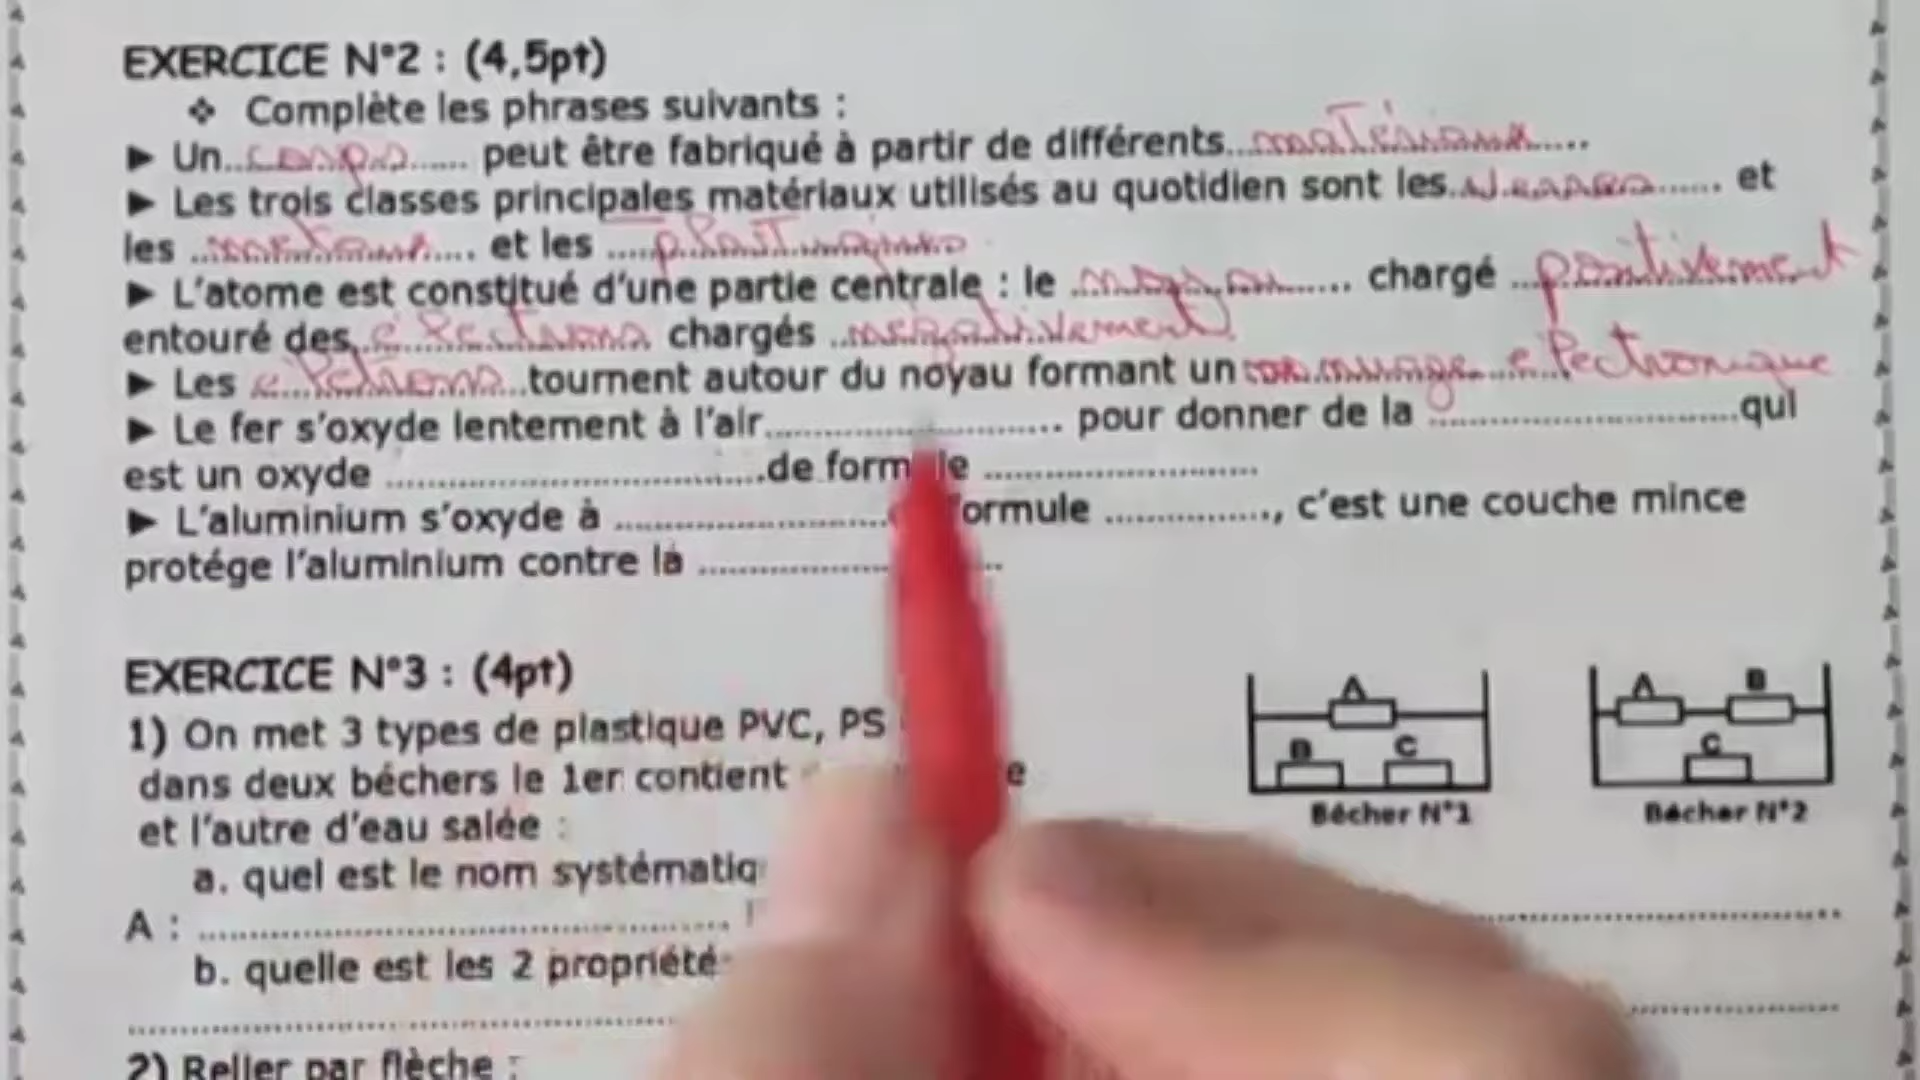 EXERCICE N°2 : (4,5pt)
❖ Complète les phrases suivants :
► Un..corps...... peut être fabriqué à partir de différents..matériaux.....
► Les trois classes principales matériaux utilisés au quotidien sont les..verres...... et
les ..metaux.... et les ....plastiques
► L'atome est constitué d'une partie centrale : le ..noyau..... chargé ..positivement
entouré des..électrons chargés ..négativement
► Les électrons...tournent autour du noyau formant un nuage électronique
► Le fer s'oxyde lentement à l'air............................ pour donner de la ............................qui
est un oxyde ......................................de formule ...........................
► L'aluminium s'oxyde à ........................... formule ..............., c'est une couche mince
protége l'aluminium contre la .............................
EXERCICE N°3 : (4pt)
1) On met 3 types de plastique PVC, PS
dans deux béchers le 1er contient
et l'autre d'eau salée :
A
B C
Bécher N°1
A B
C
Bécher N°2
a. quel est le nom
A : ....................................................
b. quelle est les 2
2) Relier par flèche :